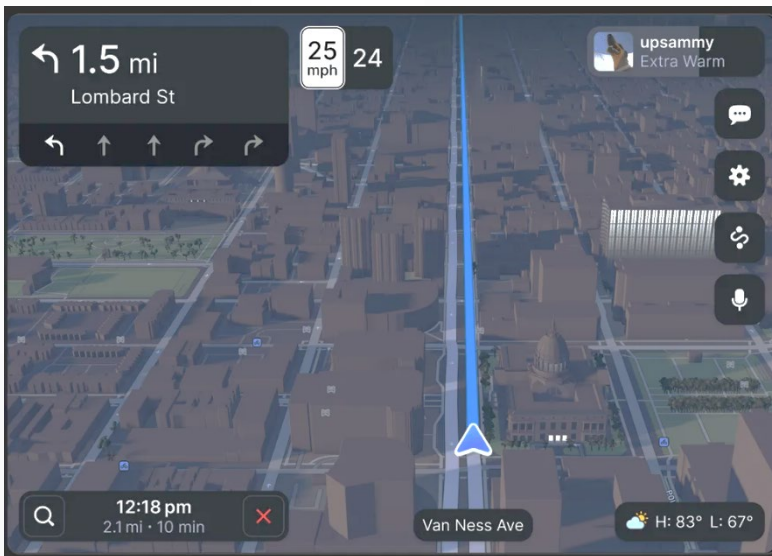 1.5 mi
Lombard St
25
mph
24
upsammy
Extra Warm
12:18 pm
2.1 mi · 10 min
Van Ness Ave
H: 83° L: 67°